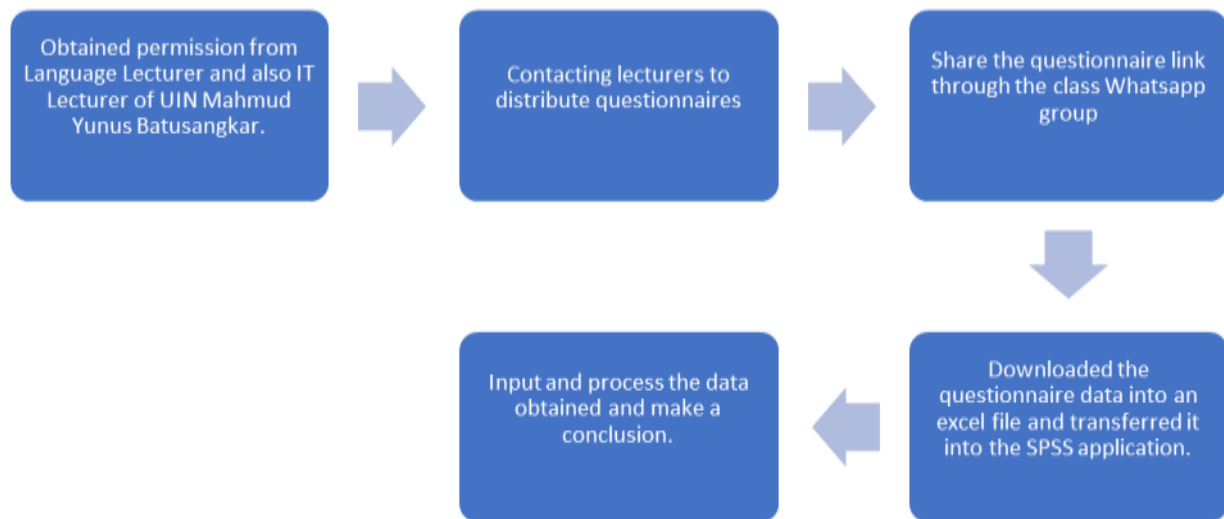 Obtained permission from
Language Lecturer and also IT
Lecturer of UIN Mahmud
Yunus Batusangkar.
Contacting lecturers to
distribute questionnaires
Share the questionnaire link
through the class Whatsapp
group
Downloaded the
questionnaire data into an
excel file and transferred it
into the SPSS application.
Input and process the data
obtained and make a
conclusion.